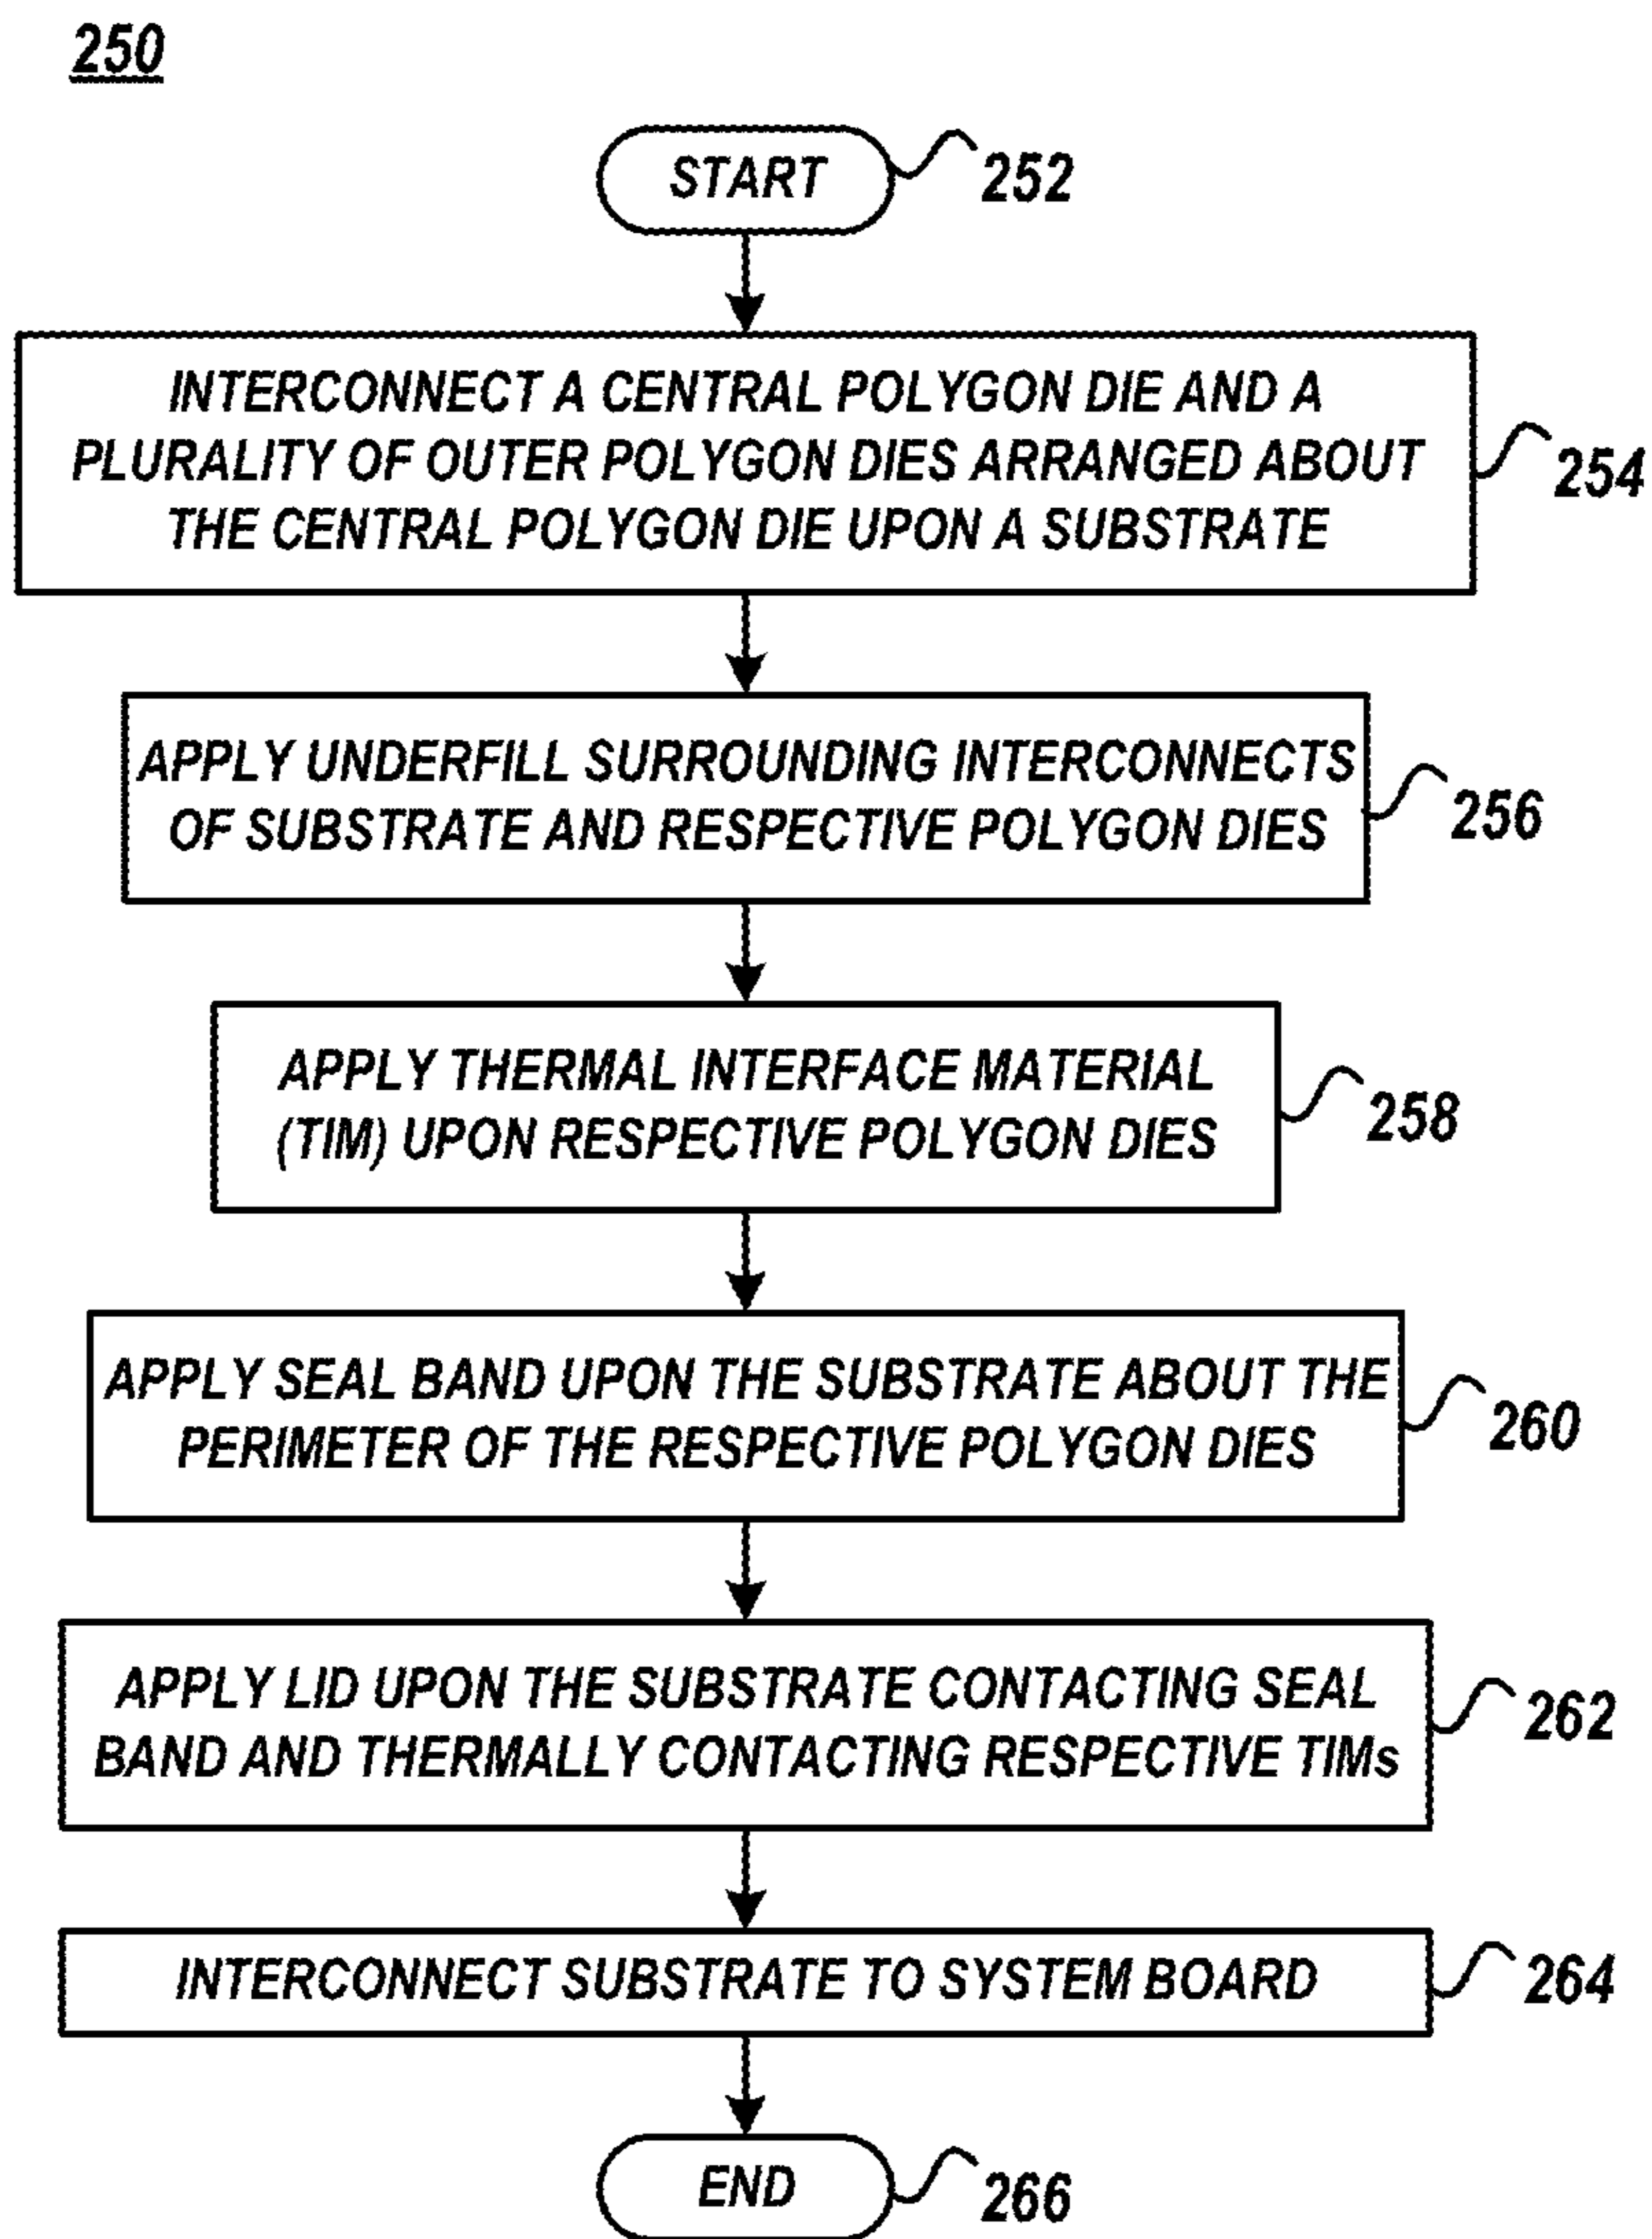 250
START
252
INTERCONNECT A CENTRAL POLYGON DIE AND A
PLURALITY OF OUTER POLYGON DIES ARRANGED ABOUT
THE CENTRAL POLYGON DIE UPON A SUBSTRATE
254
APPLY UNDERFILL SURROUNDING INTERCONNECTS
OF SUBSTRATE AND RESPECTIVE POLYGON DIES
256
APPLY THERMAL INTERFACE MATERIAL
(TIM) UPON RESPECTIVE POLYGON DIES
258
APPLY SEAL BAND UPON THE SUBSTRATE ABOUT THE
PERIMETER OF THE RESPECTIVE POLYGON DIES
260
APPLY LID UPON THE SUBSTRATE CONTACTING SEAL
BAND AND THERMALLY CONTACTING RESPECTIVE TIMs
262
INTERCONNECT SUBSTRATE TO SYSTEM BOARD
264
END
266